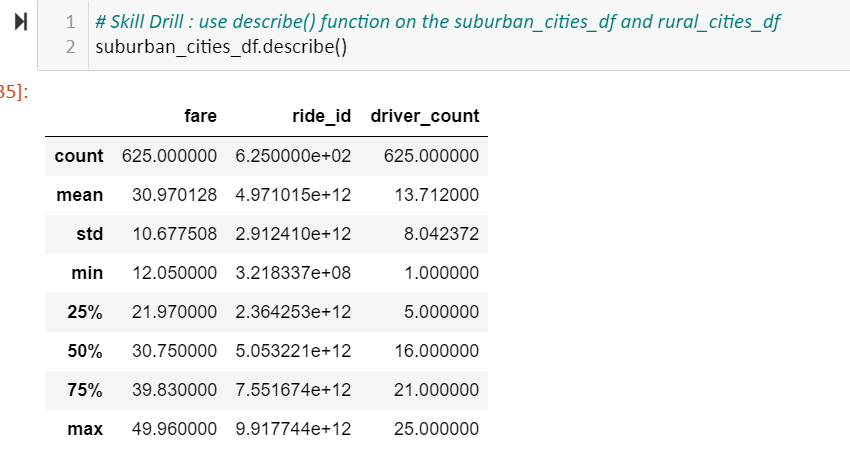 1 # Skill Drill : use describe() function on the suburban_cities_df and rural_cities_df
2 suburban_cities_df.describe()
35]:
fare ride_id driver_count
count 625.000000 6.250000e+02 625.000000
mean 30.970128 4.971015e+12 13.712000
std 10.677508 2.912410e+12 8.042372
min 12.050000 3.218337e+08 1.000000
25% 21.970000 2.364253e+12 5.000000
50% 30.750000 5.053221e+12 16.000000
75% 39.830000 7.551674e+12 21.000000
max 49.960000 9.917744e+12 25.000000